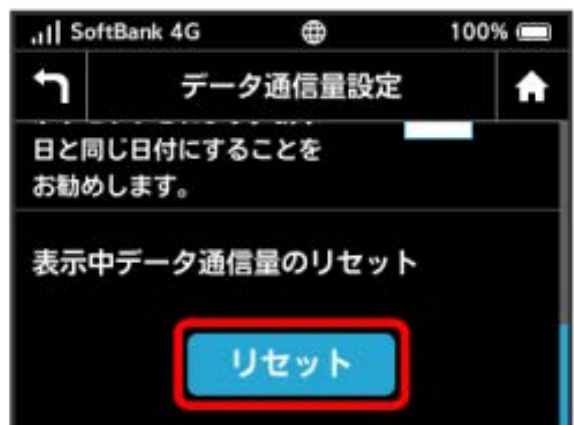 SoftBank 4G
100%
データ通信量設定
日と同じ日付にすることを
お勧めします。
表示中データ通信量のリセット
リセット